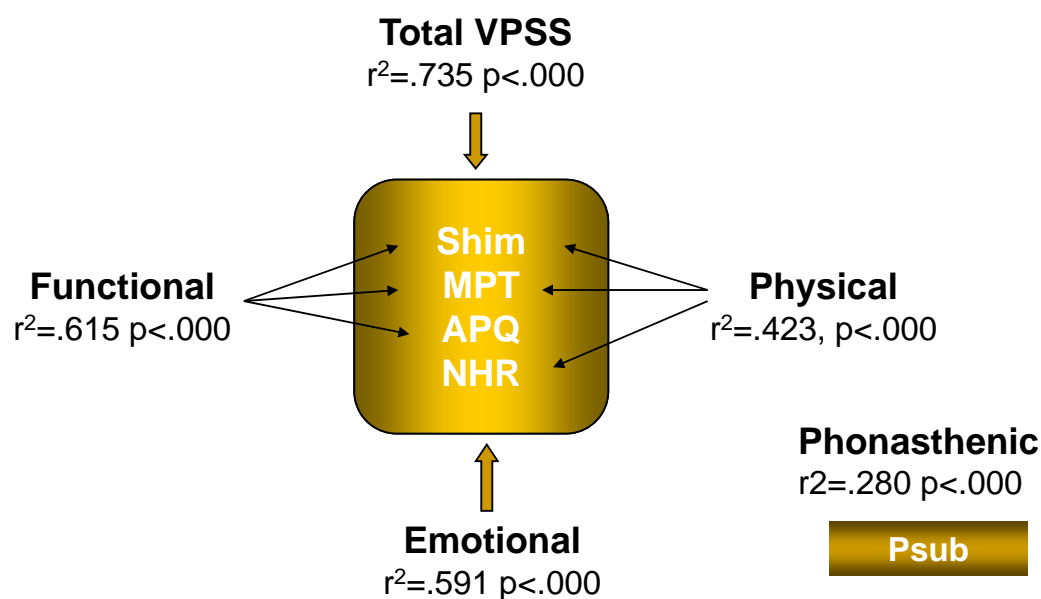 Total VPSS
r²=.735 p<.000
Shim
MPT
APQ
NHR
Functional
r²=.615 p<.000
Physical
r²=.423, p<.000
Emotional
r²=.591 p<.000
Phonasthenic
r2=.280 p<.000
Psub